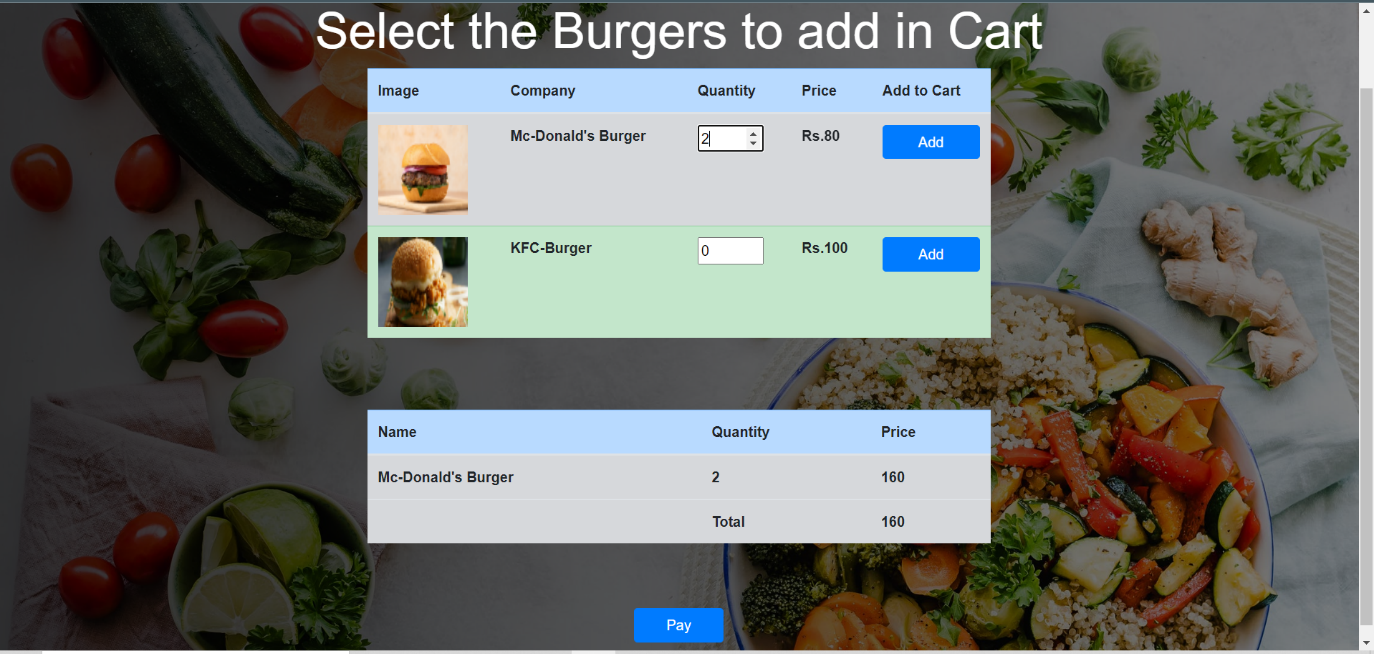 Select the Burgers to add in Cart
Image Company Quantity Price Add to Cart
Mc-Donald's Burger 2 Rs.80 Add
KFC-Burger 0 Rs.100 Add
Name Quantity Price
Mc-Donald's Burger 2 160
Total 160
Pay